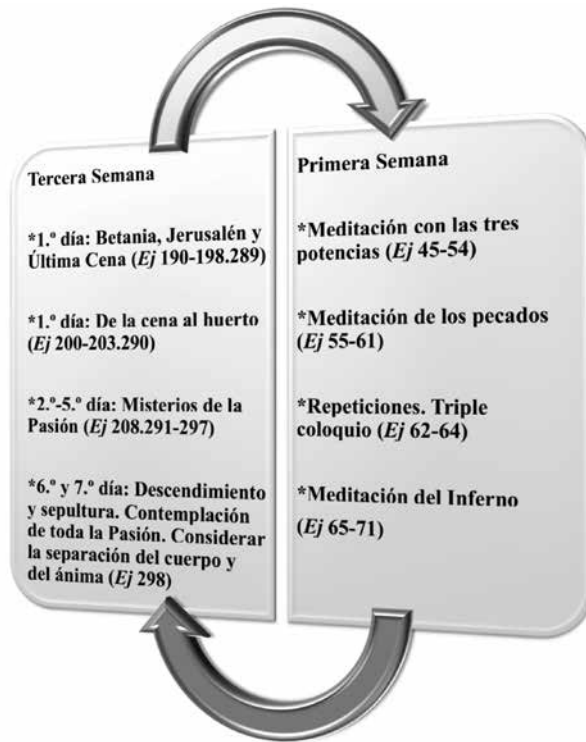 Tercera Semana
*1.º día: Betania, Jerusalén y
Última Cena (Ej 190-198.289)
*1.º día: De la cena al huerto
(Ej 200-203.290)
*2.º-5.º día: Misterios de la
Pasión (Ej 208.291-297)
*6.º y 7.º día: Descendimiento
y sepultura. Contemplación
de toda la Pasión. Considerar
la separación del cuerpo y
del ánima (Ej 298)
Primera Semana
*Meditación con las tres
potencias (Ej 45-54)
*Meditación de los pecados
(Ej 55-61)
*Repeticiones. Triple
coloquio (Ej 62-64)
*Meditación del Inferno
(Ej 65-71)